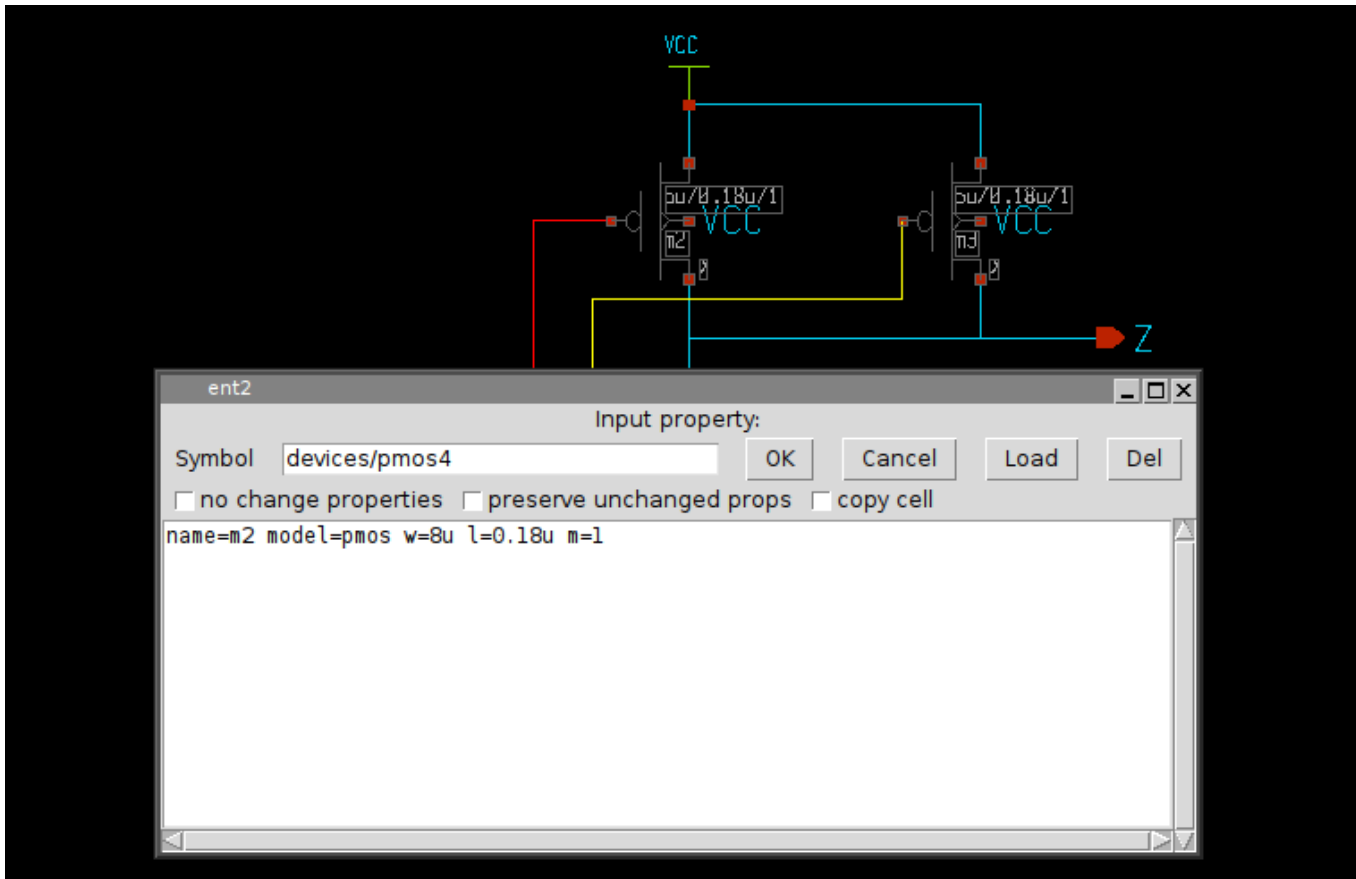 VCC
5u/0.18u/1 5u/0.18u/1
VCC VCC
m2 m3
Z
ent2
Input property:
Symbol devices/pmos4 OK Cancel Load Del
no change properties preserve unchanged props copy cell
name=m2 model=pmos w=8u l=0.18u m=1